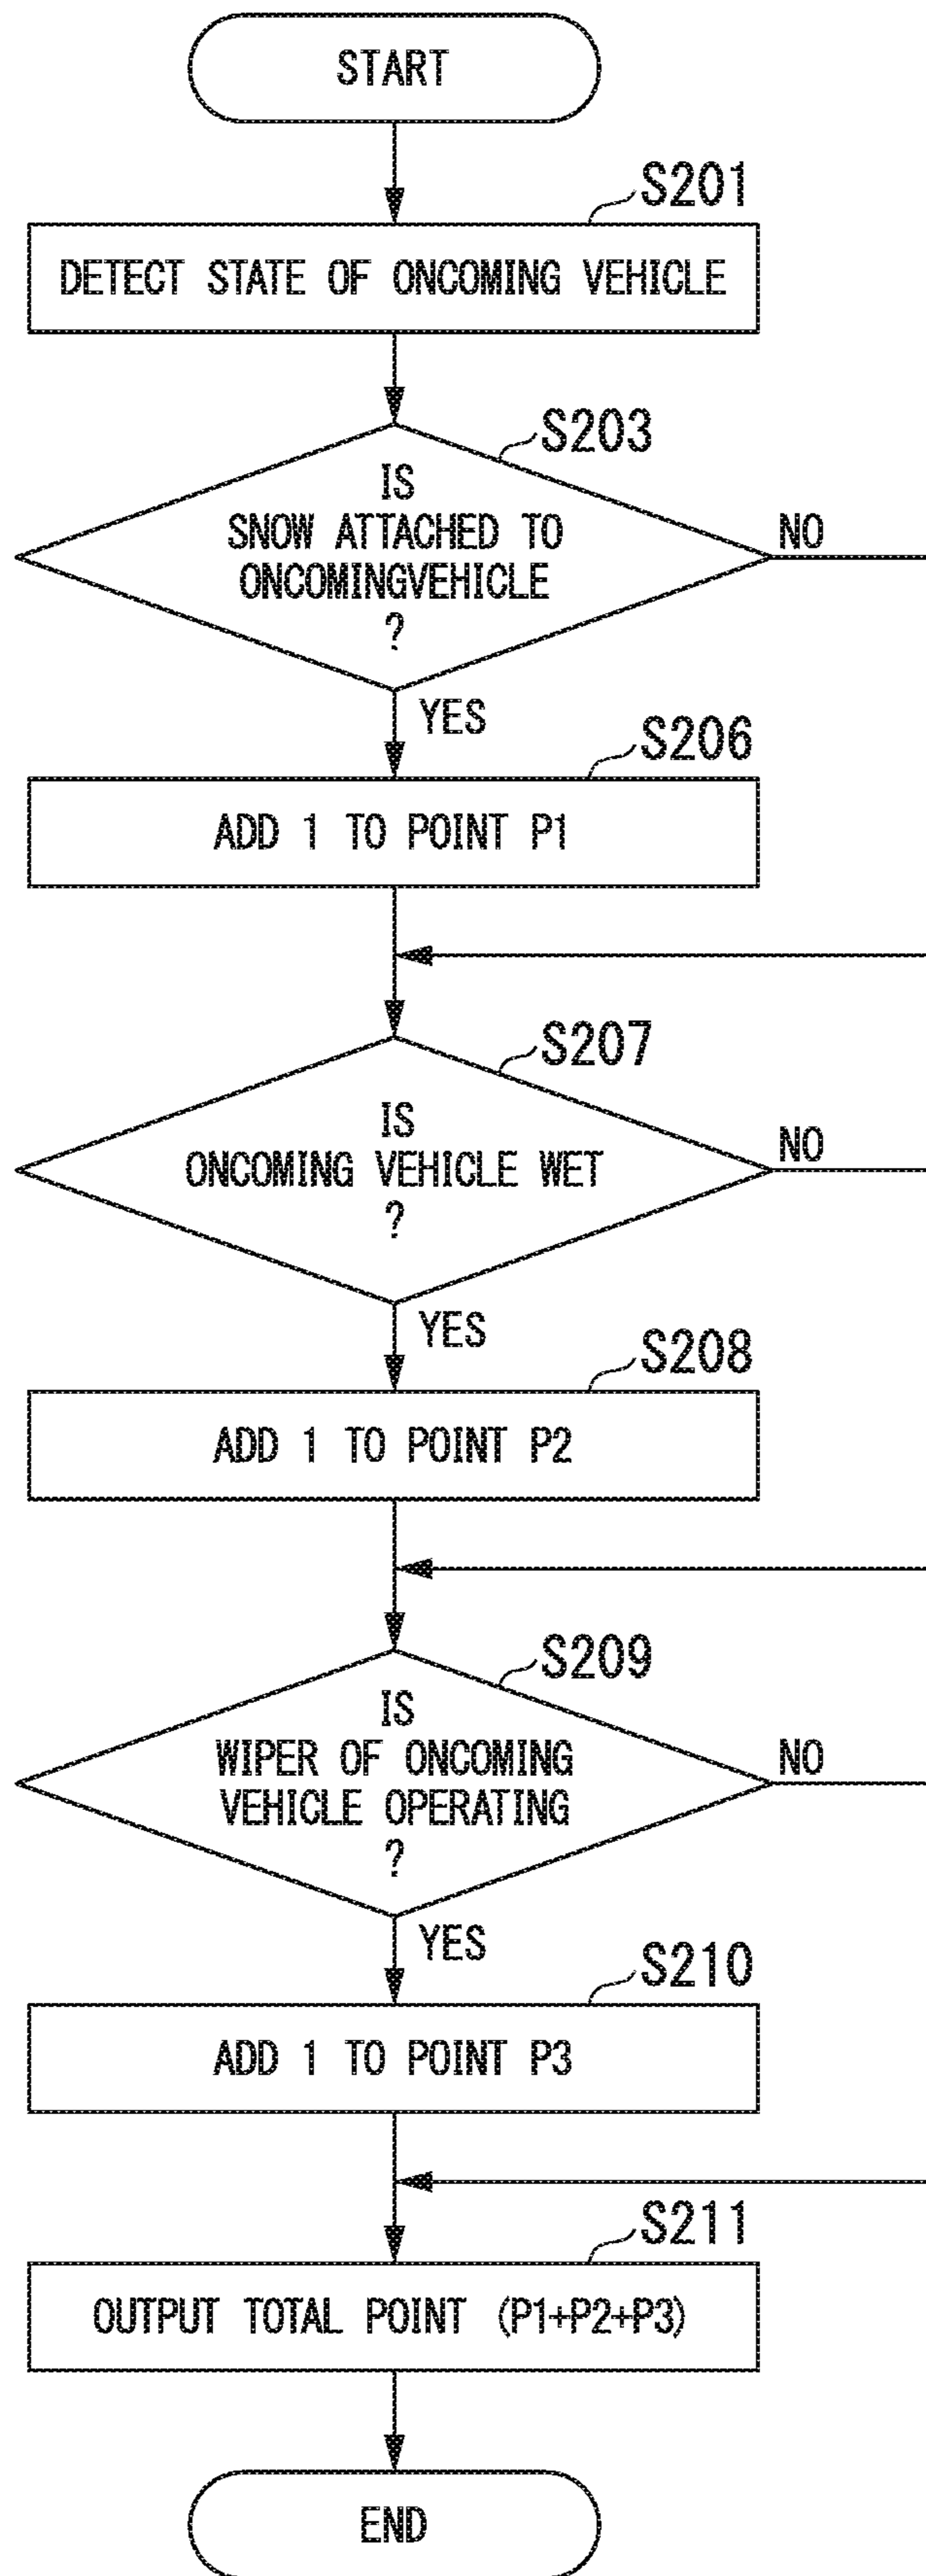 START
S201
DETECT STATE OF ONCOMING VEHICLE
S203
IS
SNOW ATTACHED TO
ONCOMINGVEHICLE
?
NO
YES
S206
ADD 1 TO POINT P1
S207
IS
ONCOMING VEHICLE WET
?
NO
YES
S208
ADD 1 TO POINT P2
S209
IS
WIPER OF ONCOMING
VEHICLE OPERATING
?
NO
YES
S210
ADD 1 TO POINT P3
S211
OUTPUT TOTAL POINT (P1+P2+P3)
END